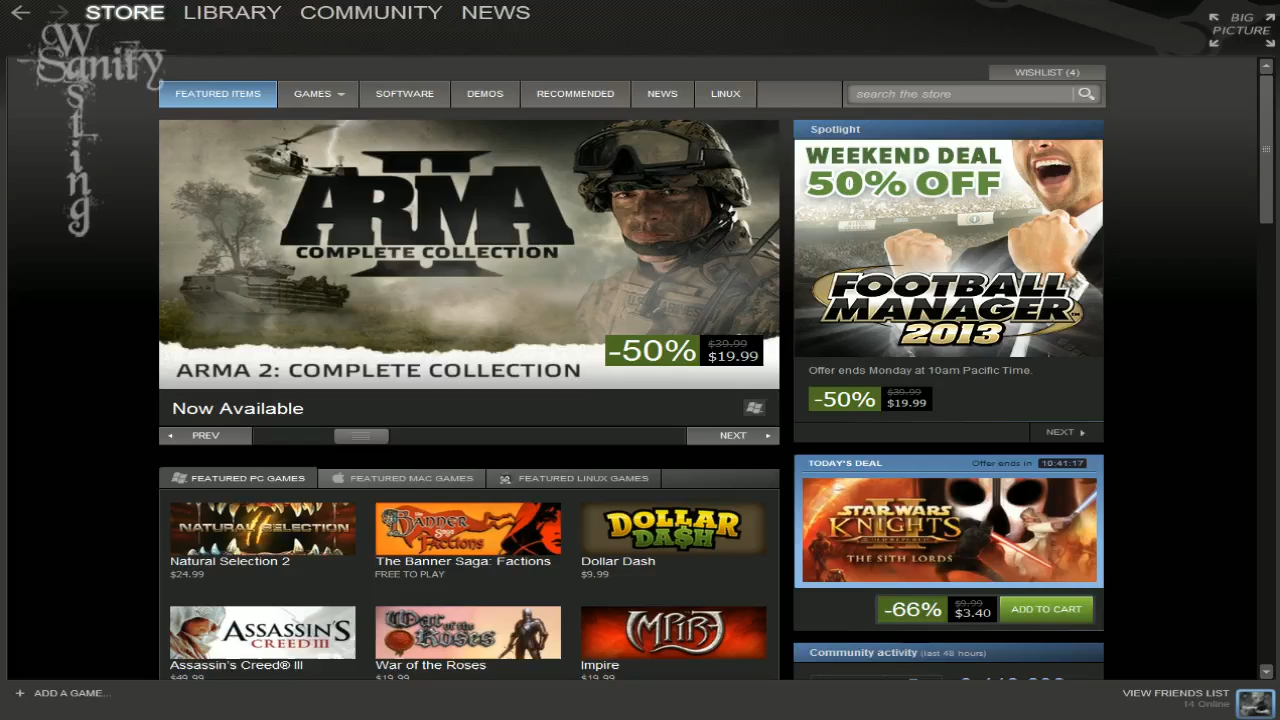 STORE LIBRARY COMMUNITY NEWS
BIG PICTURE
Wasting Sanity
WISHLIST (4)
FEATURED ITEMS GAMES SOFTWARE DEMOS RECOMMENDED NEWS LINUX
search the store
ARMA II
COMPLETE COLLECTION
-50% $39.99 $19.99
ARMA 2: COMPLETE COLLECTION
Now Available
PREV NEXT
Spotlight
WEEKEND DEAL
50% OFF
FOOTBALL
MANAGER
2013
Offer ends Monday at 10am Pacific Time.
-50% $39.99 $19.99
NEXT
TODAY'S DEAL Offer ends in 10:41:17
STAR WARS
KNIGHTS II
THE SITH LORDS
-66% $9.99 $3.40 ADD TO CART
Community activity (last 48 hours)
FEATURED PC GAMES FEATURED MAC GAMES FEATURED LINUX GAMES
NATURAL SELECTION
Natural Selection 2
$24.99
The Banner Saga Factions
The Banner Saga: Factions
FREE TO PLAY
DOLLAR DA$H
Dollar Dash
$9.99
ASSASSIN'S CREED III
Assassin's Creed® III
$49.99
War of the Roses
War of the Roses
$19.99
IMPIRE
Impire
$19.99
+ ADD A GAME...
VIEW FRIENDS LIST
14 Online